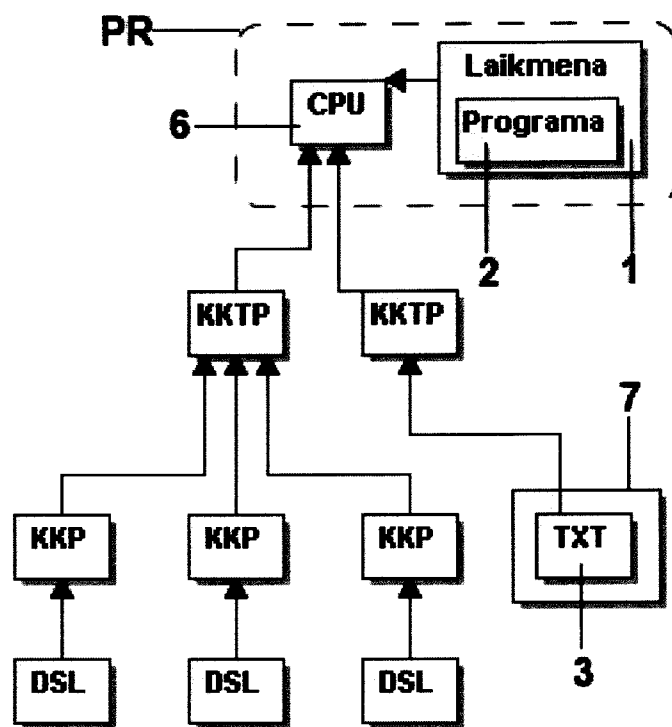 PR
Laikmena
CPU
Programa
6
2
1
KKTP
KKTP
7
KKP
KKP
KKP
TXT
3
DSL
DSL
DSL